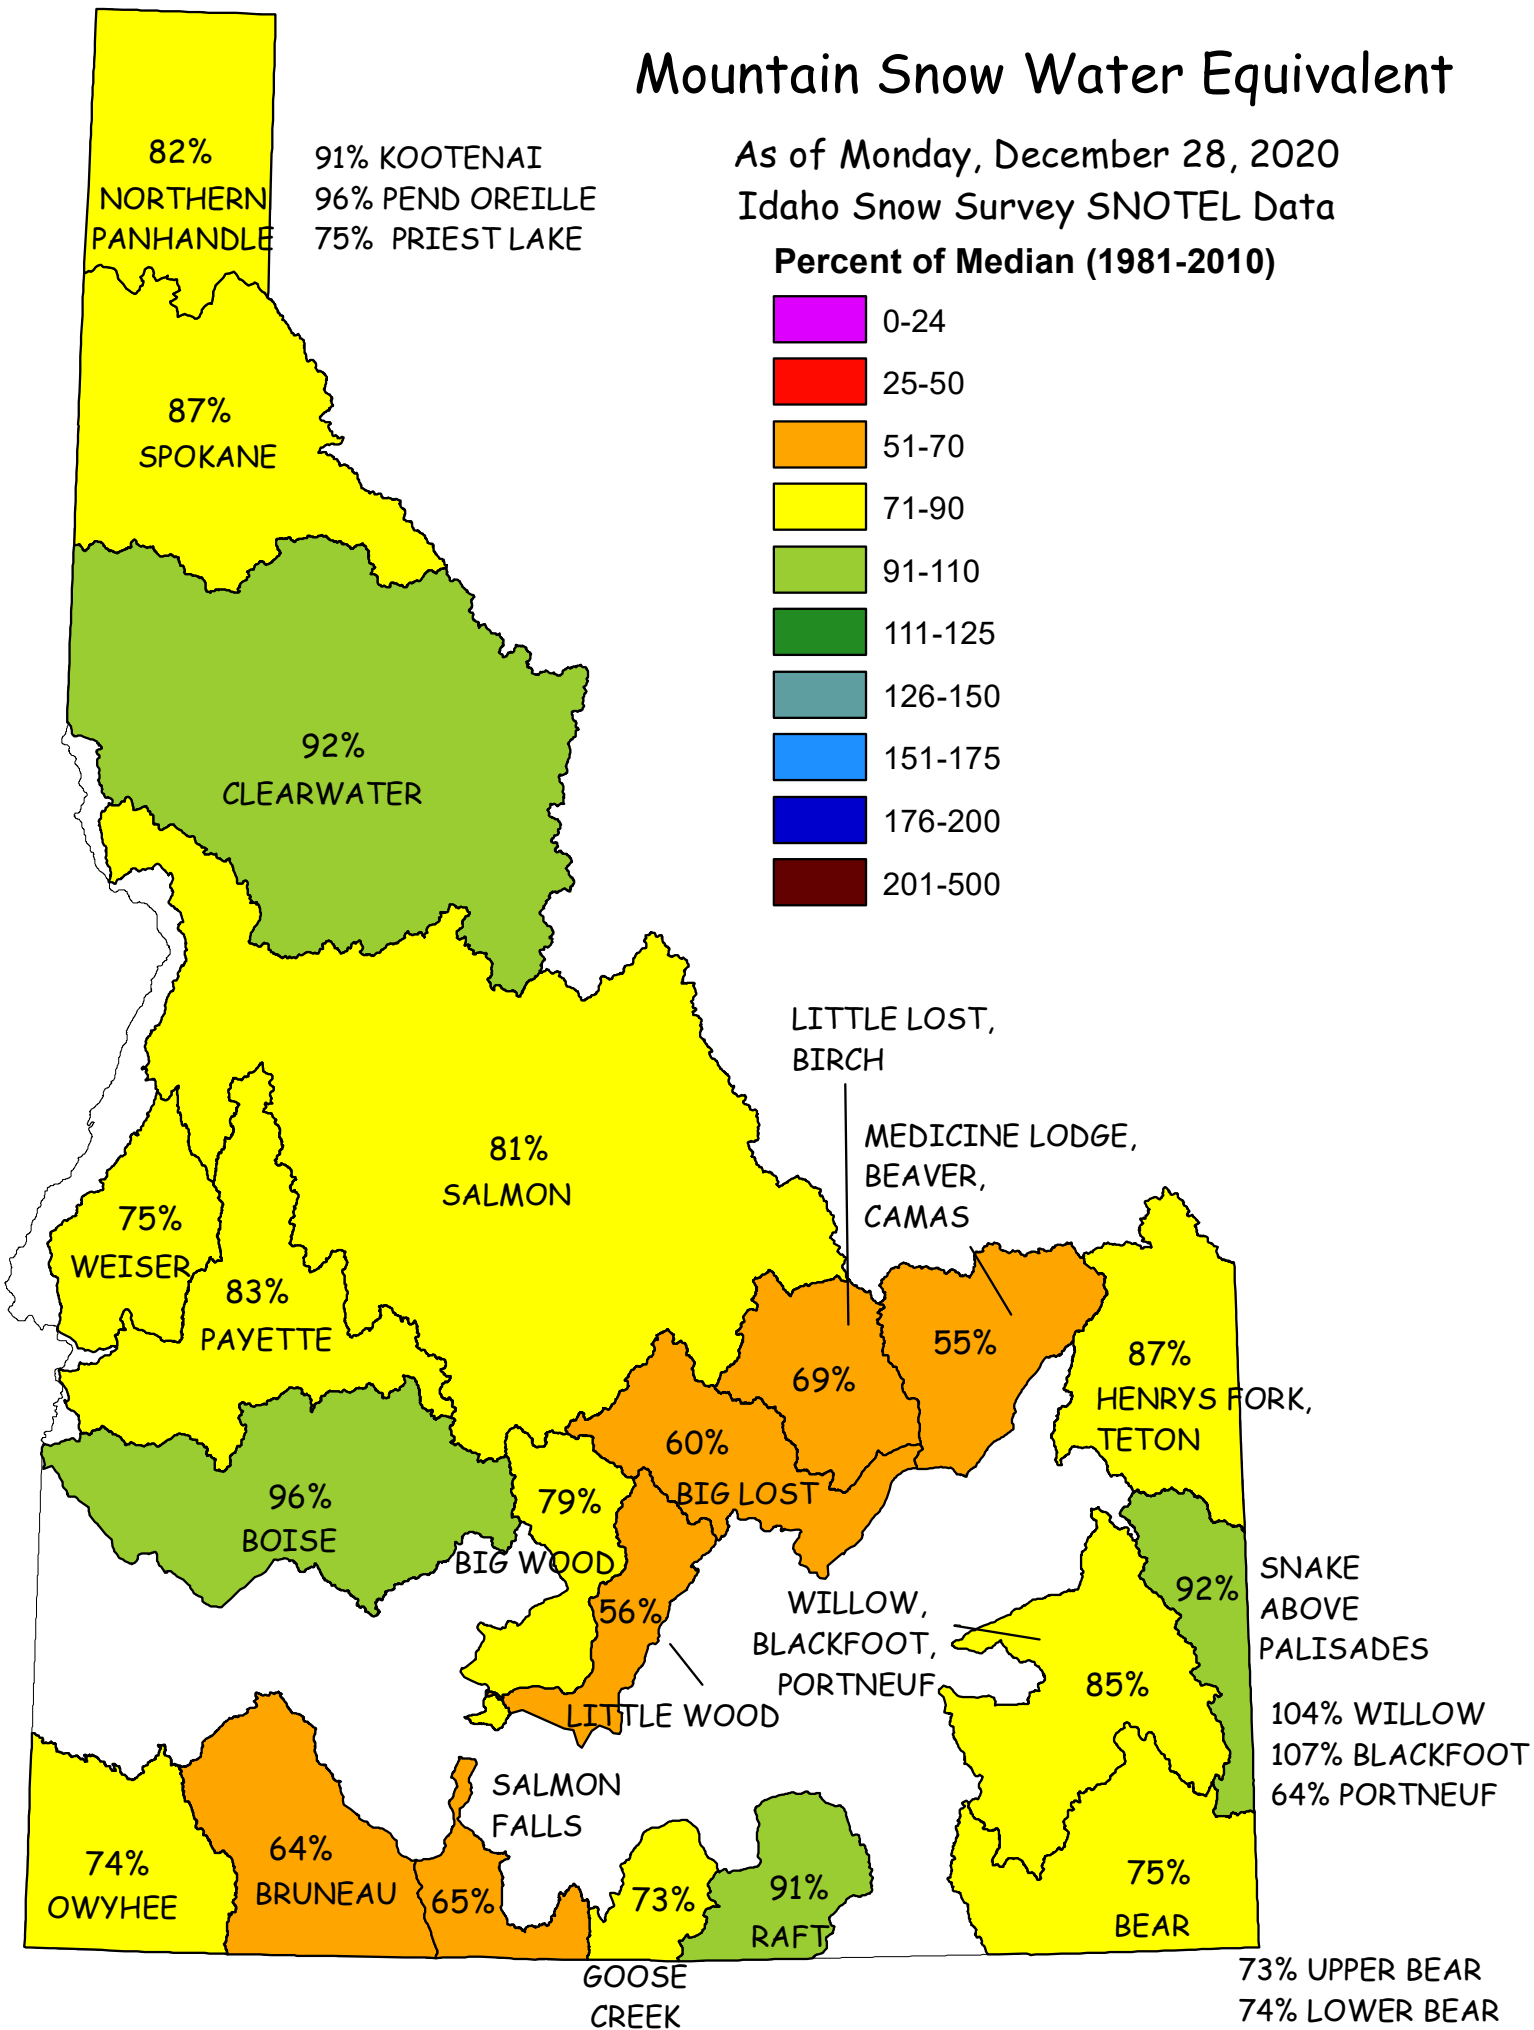 Mountain Snow Water Equivalent
As of Monday, December 28, 2020
Idaho Snow Survey SNOTEL Data
Percent of Median (1981-2010)
0-24
25-50
51-70
71-90
91-110
111-125
126-150
151-175
176-200
201-500
82%
NORTHERN
PANHANDLE
91% KOOTENAI
96% PEND OREILLE
75% PRIEST LAKE
87%
SPOKANE
92%
CLEARWATER
81%
SALMON
75%
WEISER
83%
PAYETTE
LITTLE LOST,
BIRCH
69%
MEDICINE LODGE,
BEAVER,
CAMAS
55%
87%
HENRYS FORK,
TETON
60%
BIG LOST
96%
BOISE
79%
BIG WOOD
56%
LITTLE WOOD
WILLOW,
BLACKFOOT,
PORTNEUF
85%
92%
SNAKE
ABOVE
PALISADES
104% WILLOW
107% BLACKFOOT
64% PORTNEUF
74%
OWYHEE
64%
BRUNEAU
SALMON
FALLS
65%
73%
GOOSE
CREEK
91%
RAFT
75%
BEAR
73% UPPER BEAR
74% LOWER BEAR